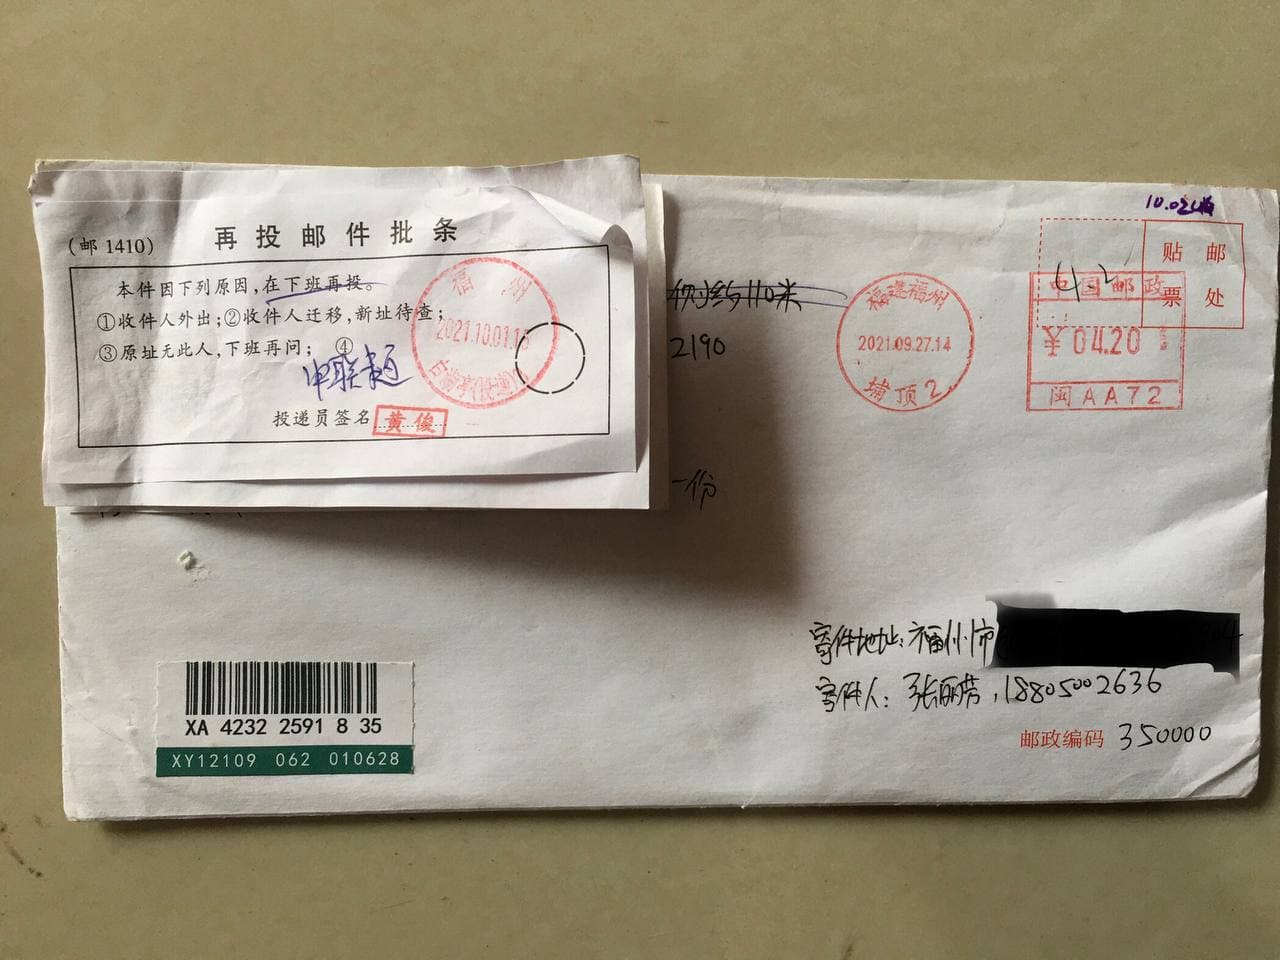 (邮 1410) 再投邮件批条
本件因下列原因,在下班再投。
①收件人外出;②收件人迁移,新址待查;
③原址无此人,下班再问; ④
投递员签名 黄俊
福州
2021.10.01.16
10.02
贴邮
票处
4.2
中国邮政
¥04.20
闽AA72
福建福州
2021.09.27.14
埔顶2
侧约110米
2190
一份
寄件地址:福州市
寄件人:张丽芳,18805002636
邮政编码 350000
XA 4232 2591 8 35
XY12109 062 010628